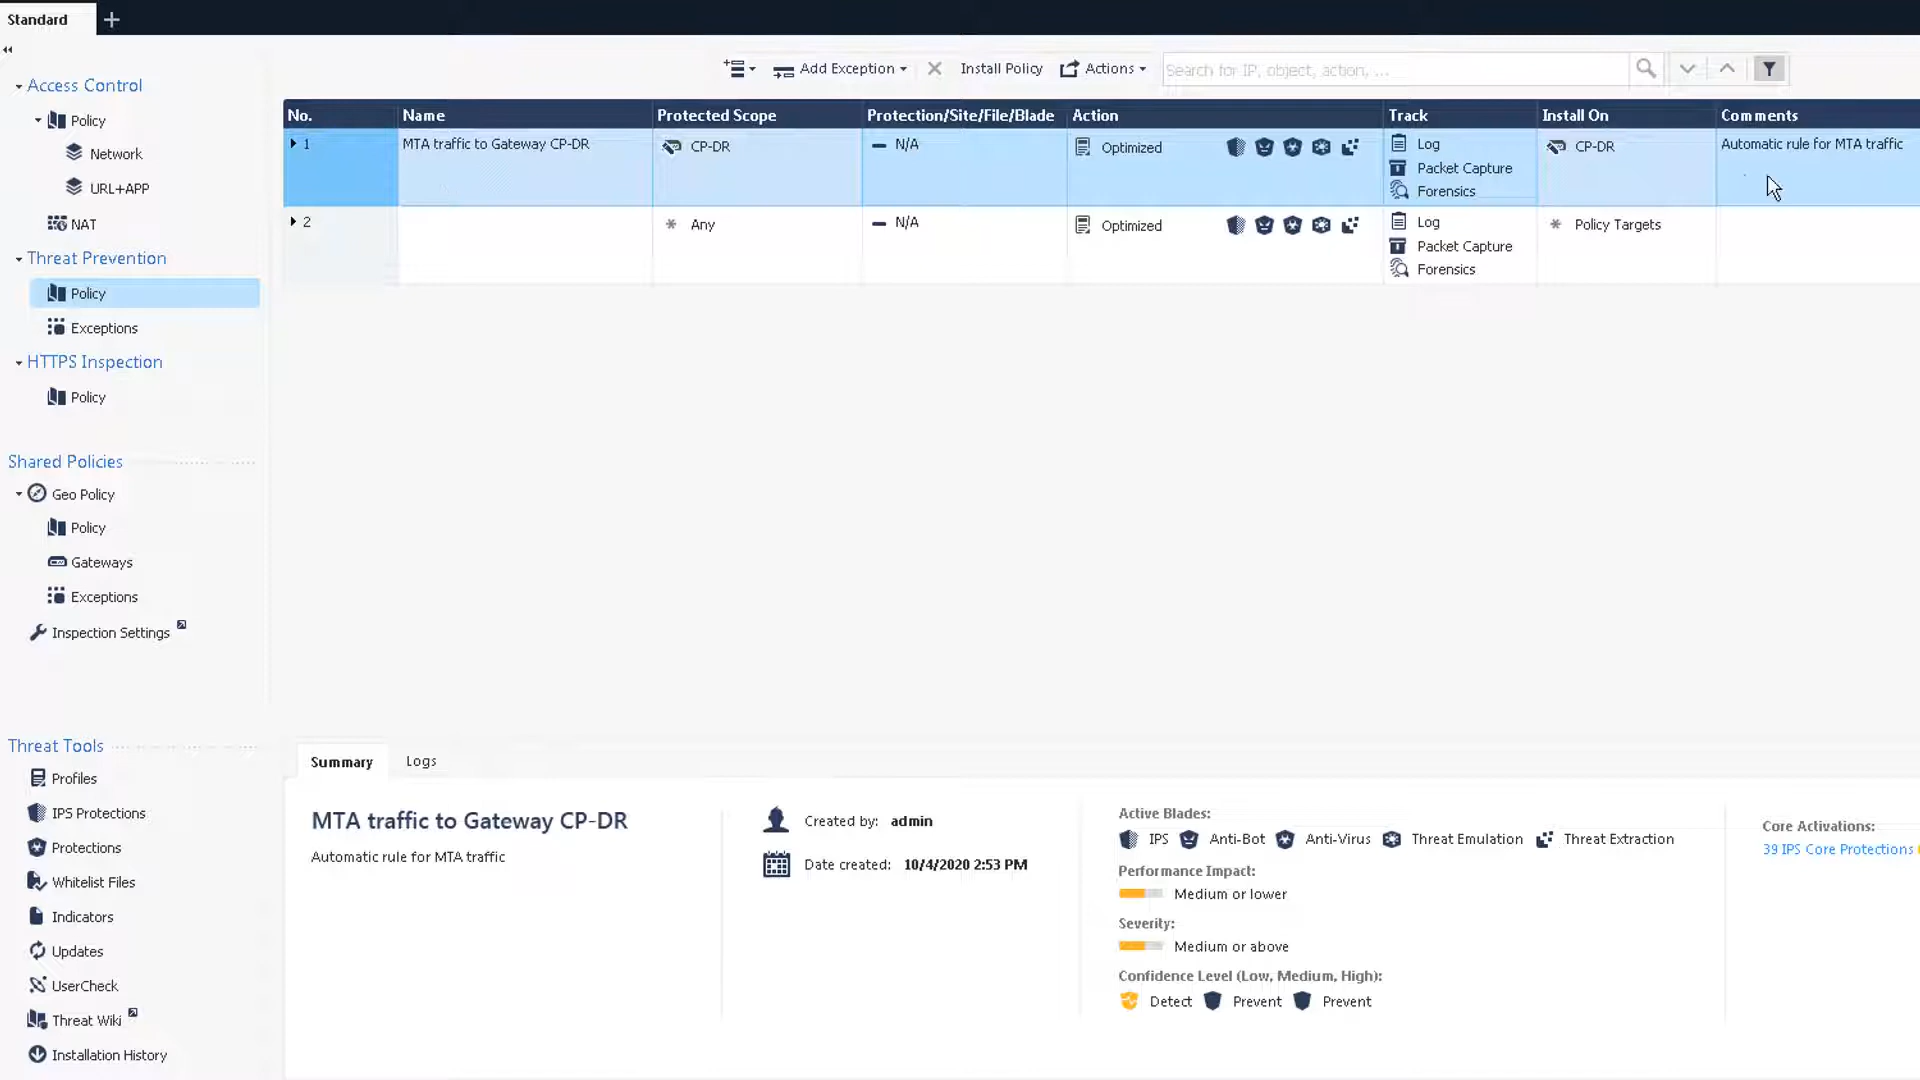 Standard
Access Control
Policy
Network
URL+APP
NAT
Threat Prevention
Policy
Exceptions
HTTPS Inspection
Policy
Shared Policies
Geo Policy
Policy
Gateways
Exceptions
Inspection Settings
Threat Tools
Profiles
IPS Protections
Protections
Whitelist Files
Indicators
Updates
UserCheck
Threat Wiki
Installation History
Add Exception Install Policy Actions Search for IP, object, action, ...
No. Name Protected Scope Protection/Site/File/Blade Action Track Install On Comments
1 MTA traffic to Gateway CP-DR CP-DR N/A Optimized Log CP-DR Automatic rule for MTA traffic
Packet Capture
Forensics
2 * Any N/A Optimized Log * Policy Targets
Packet Capture
Forensics
Summary Logs
MTA traffic to Gateway CP-DR
Automatic rule for MTA traffic
Created by: admin
Date created: 10/4/2020 2:53 PM
Active Blades:
IPS Anti-Bot Anti-Virus Threat Emulation Threat Extraction
Performance Impact:
Medium or lower
Severity:
Medium or above
Confidence Level (Low, Medium, High):
Detect Prevent Prevent
Core Activations:
39 IPS Core Protections